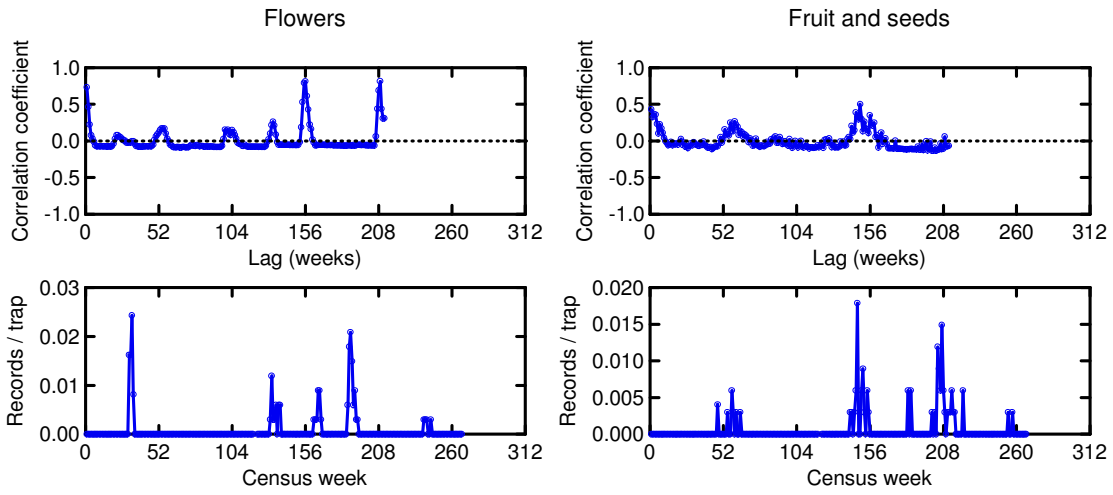 Flowers
Fruit and seeds
Correlation coefficient
1.0
0.5
0.0
-0.5
-1.0
0 52 104 156 208 260 312
Lag (weeks)
Correlation coefficient
1.0
0.5
0.0
-0.5
-1.0
0 52 104 156 208 260 312
Lag (weeks)
Records / trap
0.03
0.02
0.01
0.00
0 52 104 156 208 260 312
Census week
Records / trap
0.020
0.015
0.010
0.005
0.000
0 52 104 156 208 260 312
Census week